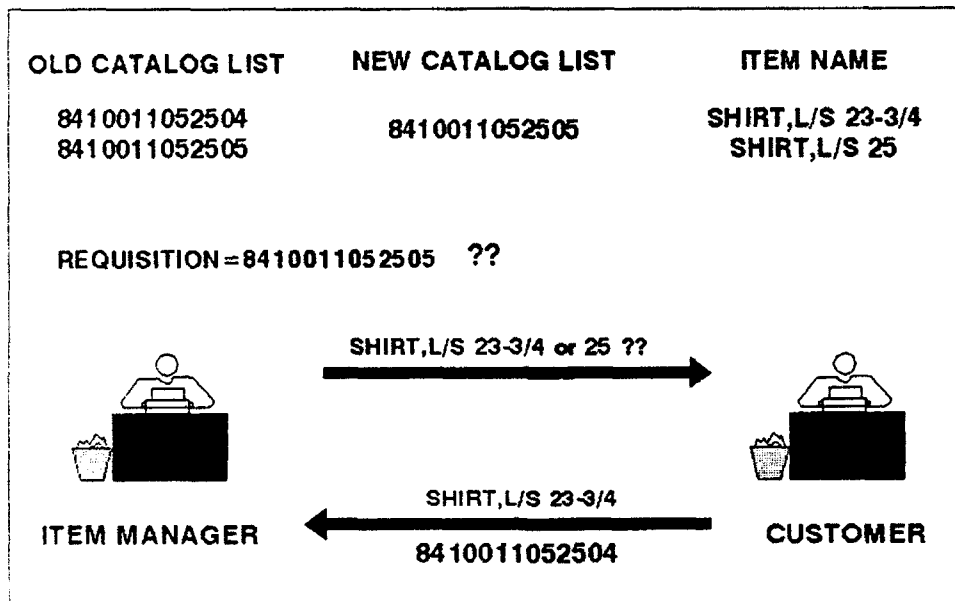 OLD CATALOG LIST NEW CATALOG LIST ITEM NAME
8410011052504 8410011052505 SHIRT,L/S 23-3/4
8410011052505 SHIRT,L/S 25
REQUISITION=8410011052505 ??
SHIRT,L/S 23-3/4 or 25 ??
SHIRT,L/S 23-3/4
ITEM MANAGER CUSTOMER
8410011052504